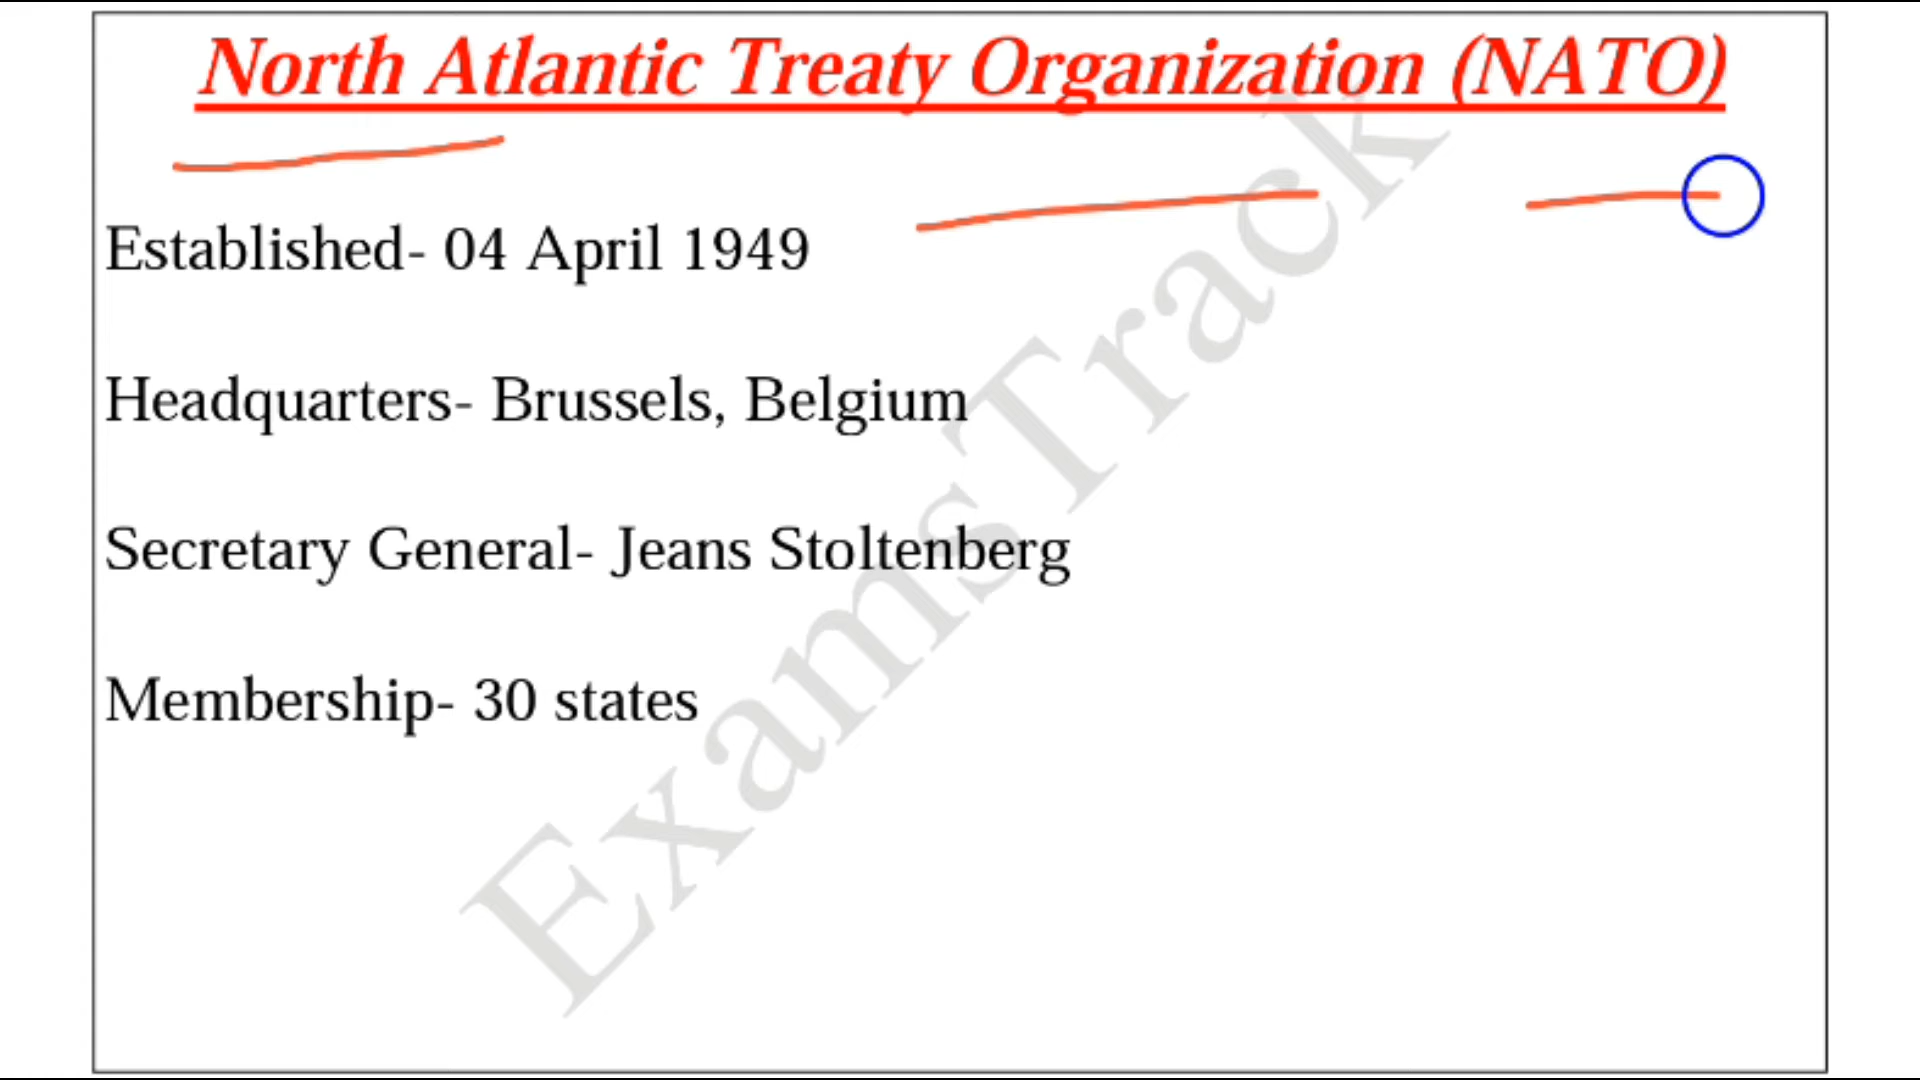 North Atlantic Treaty Organization (NATO)
Established- 04 April 1949
Headquarters- Brussels, Belgium
Secretary General- Jeans Stoltenberg
Membership- 30 states
ExamsTrack